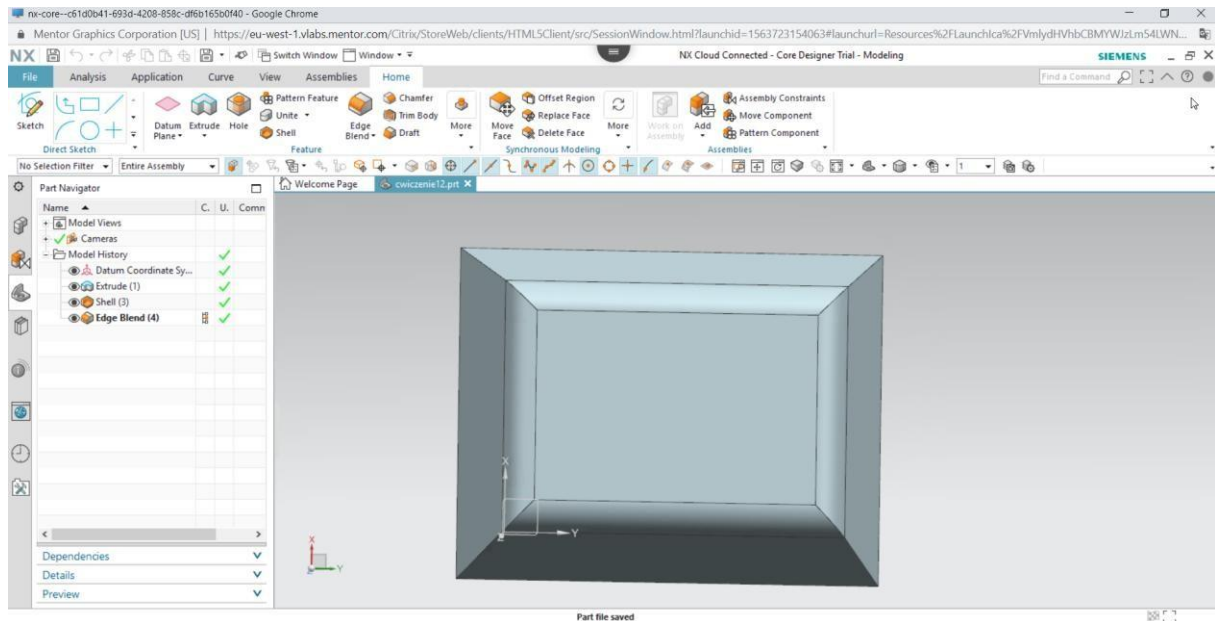 nx-core--c61d0b41-693d-4208-858c-df6b165b0f40 - Google Chrome
Mentor Graphics Corporation [US] | https://eu-west-1.vlabs.mentor.com/Citrix/StoreWeb/clients/HTML5Client/src/SessionWindow.html?launchid=1563723154063#launchurl=Resources%2FLaunchIca%2FVmlydHVhbCBMYWJzLm54LWN...
NX Switch Window Window NX Cloud Connected - Core Designer Trial - Modeling SIEMENS
File Analysis Application Curve View Assemblies Home Find a Command
Sketch Datum Plane Extrude Hole Pattern Feature Unite Shell Edge Blend Chamfer Trim Body Draft More Move Face Offset Region Replace Face Delete Face More Work on Assembly Add Assembly Constraints Move Component Pattern Component
Direct Sketch Feature Synchronous Modeling Assemblies
No Selection Filter Entire Assembly 1
Part Navigator Welcome Page cwiczenie12.prt
Name C. U. Comn
Model Views
Cameras
Model History
Datum Coordinate Sy...
Extrude (1)
Shell (3)
Edge Blend (4)
X
Y
Z
X
Y
Dependencies
Details
Preview
Part file saved